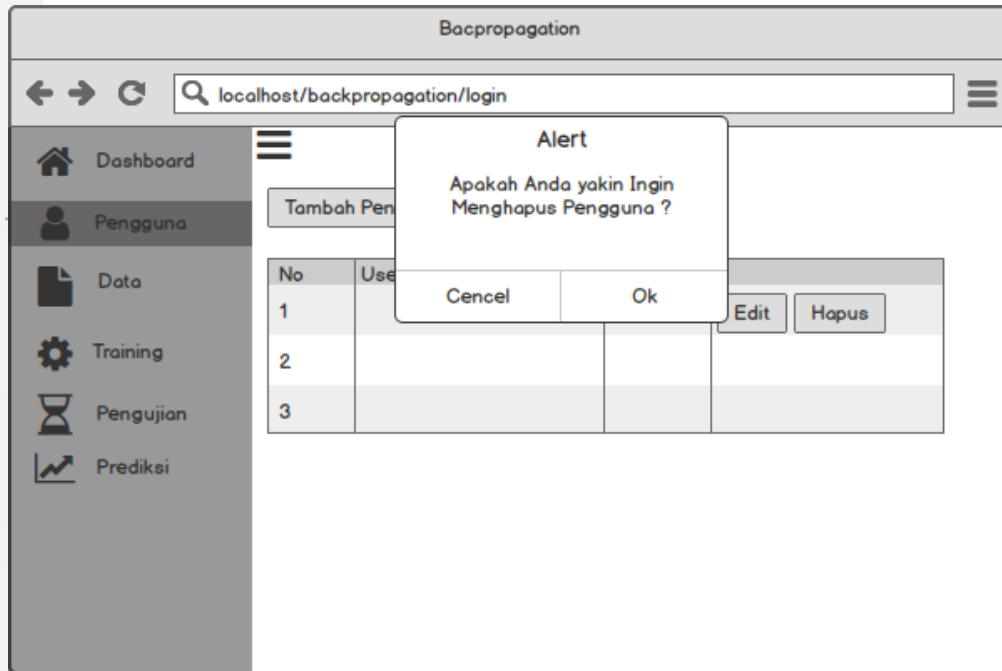 Bacpropagation
localhost/backpropagation/login
Dashboard
Pengguna
Data
Training
Pengujian
Prediksi
Tambah Pen
Alert
Apakah Anda yakin Ingin
Menghapus Pengguna ?
Cencel
Ok
No
Use
1
Edit
Hapus
2
3